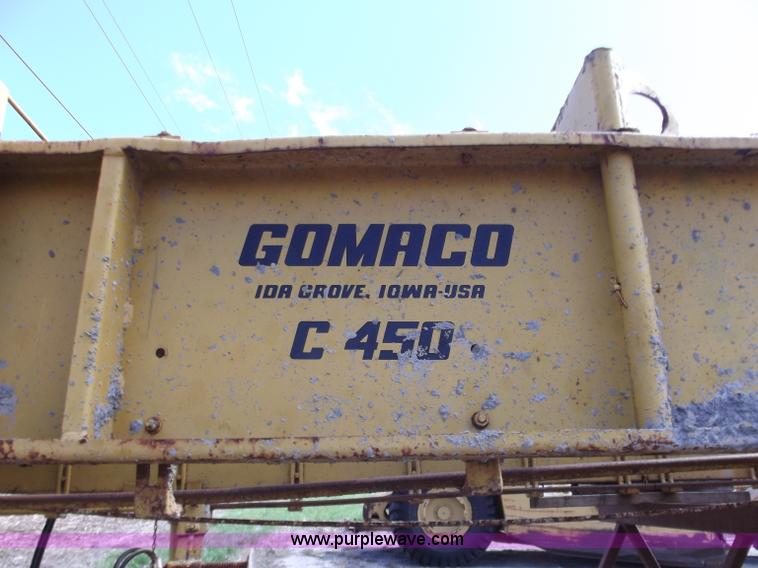 GOMACO
IDA GROVE, IOWA-USA
C 450
www.purplewave.com